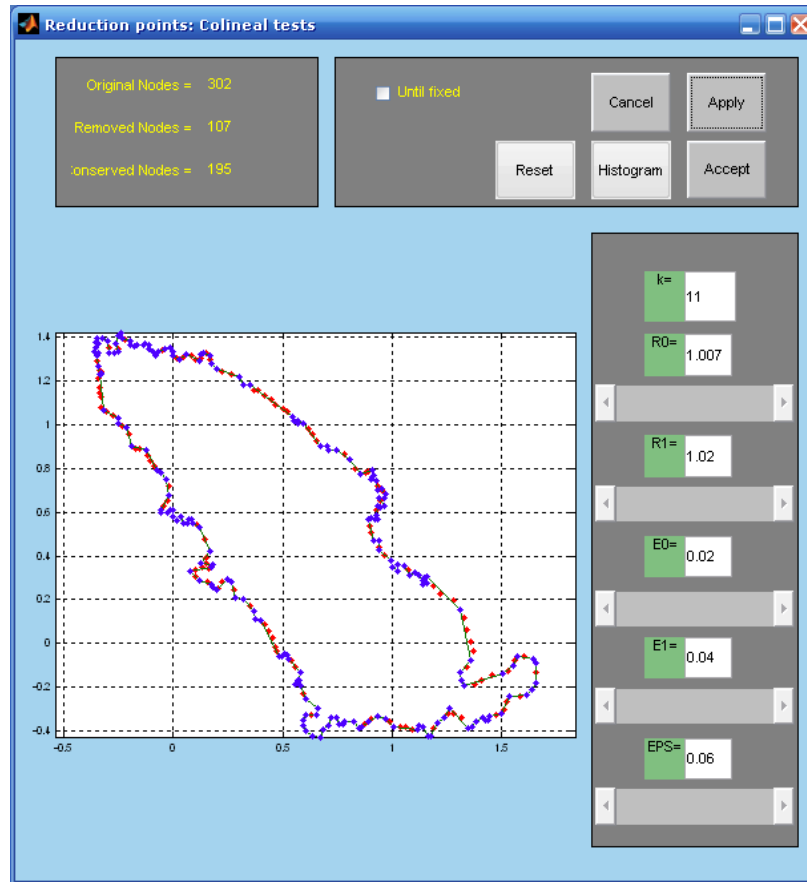 Reduction points: Colineal tests
Original Nodes = 302
Removed Nodes = 107
:onserved Nodes = 195
Until fixed
Cancel
Apply
Reset
Histogram
Accept
k=
11
R0=
1.007
R1=
1.02
E0=
0.02
E1=
0.04
EPS=
0.06
1.4
1.2
1
0.8
0.6
0.4
0.2
0
-0.2
-0.4
-0.5
0
0.5
1
1.5